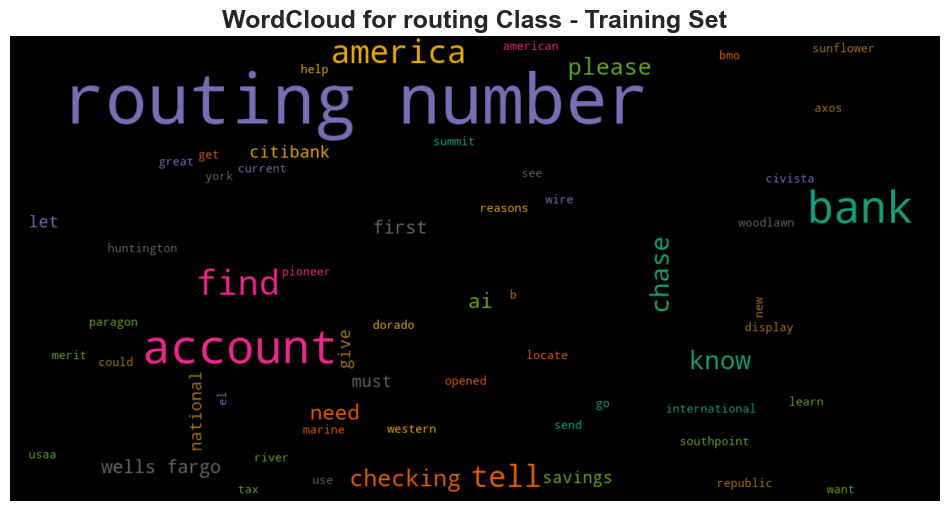 WordCloud for routing Class - Training Set
america
american
sunflower
bmo
help
please
routing number
axos
summit
citibank
great
get
current
york
see
civista
wire
reasons
bank
let
first
woodlawn
huntington
chase
find
pioneer
ai
b
new
paragon
dorado
display
account
give
merit
could
locate
know
must
opened
national
el
need
go
international
learn
marine
western
send
southpoint
usaa
river
wells fargo
use
checking
tell
savings
republic
tax
want